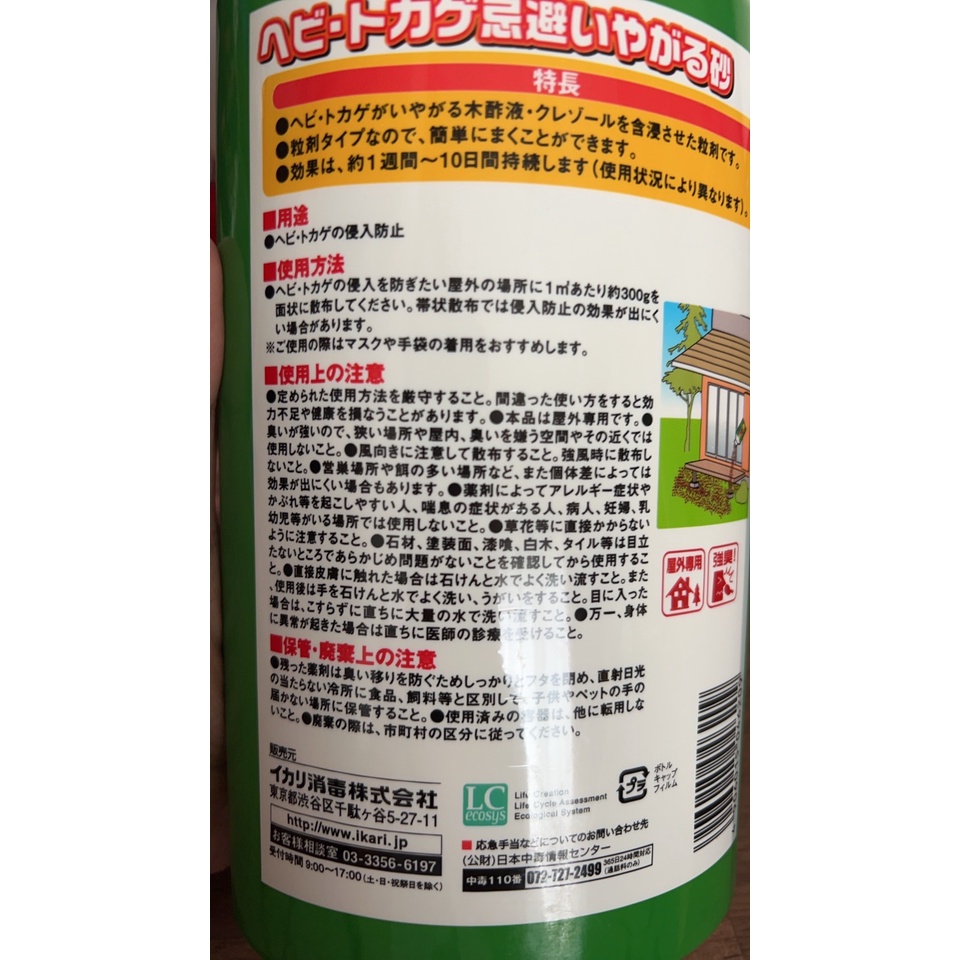 ヘビ・トカゲ忌避いやがる砂
特長
●ヘビ・トカゲがいやがる木酢液・クレゾールを含浸させた粒剤です。
●粒剤タイプなので、簡単にまくことができます。
●効果は、約1週間〜10日間持続します(使用状況により異なります)。
■用途
●ヘビ・トカゲの侵入防止
■使用方法
●ヘビ・トカゲの侵入を防ぎたい屋外の場所に1㎡あたり約300gを
面状に散布してください。帯状散布では侵入防止の効果が出にく
い場合があります。
※ご使用の際はマスクや手袋の着用をおすすめします。
■使用上の注意
●定められた使用方法を厳守すること。間違った使い方をすると効
力不足や健康を損なうことがあります。●本品は屋外専用です。●
臭いが強いので、狭い場所や屋内、臭いを嫌う空間やその近くでは
使用しないこと。●風向きに注意して散布すること。強風時に散布し
ないこと。●営巣場所や餌の多い場所など、また個体差によっては
効果が出にくい場合もあります。●薬剤によってアレルギー症状や
かぶれ等を起こしやすい人、喘息の症状がある人、病人、妊婦、乳
幼児等がいる場所では使用しないこと。●草花等に直接かからない
ように注意すること。●石材、塗装面、漆喰、白木、タイル等は目立
たないところであらかじめ問題がないことを確認してから使用するこ
と。●直接皮膚に触れた場合は石けんと水でよく洗い流すこと。また
、使用後は手を石けんと水でよく洗い、うがいをすること。目に入った
場合は、こすらずに直ちに大量の水で洗い流すこと。●万一、身体
に異常が起きた場合は直ちに医師の診療を受けること。
■保管・廃棄上の注意
●残った薬剤は臭い移りを防ぐためしっかりとフタを閉め、直射日光
の当たらない冷所に食品、飼料等と区別して、子供やペットの手の
届かない場所に保管すること。●使用済みの容器は、他に転用しな
いこと。●廃棄の際は、市町村の区分に従ってください。
屋外専用
強臭!
販売元
イカリ消毒株式会社
東京都渋谷区千駄ヶ谷5-27-11
http://www.ikari.jp
お客様相談室 03-3356-6197
受付時間 9:00〜17:00(土・日・祝祭日を除く)
LC
ecosys
Life Creation
Life Cycle Assessment
Ecological System
プラ
ボトル
キャップ
フィルム
■応急手当などについてのお問い合わせ先
(公財)日本中毒情報センター
中毒110番 072-727-2499 365日24時間対応
(通話料のみ)